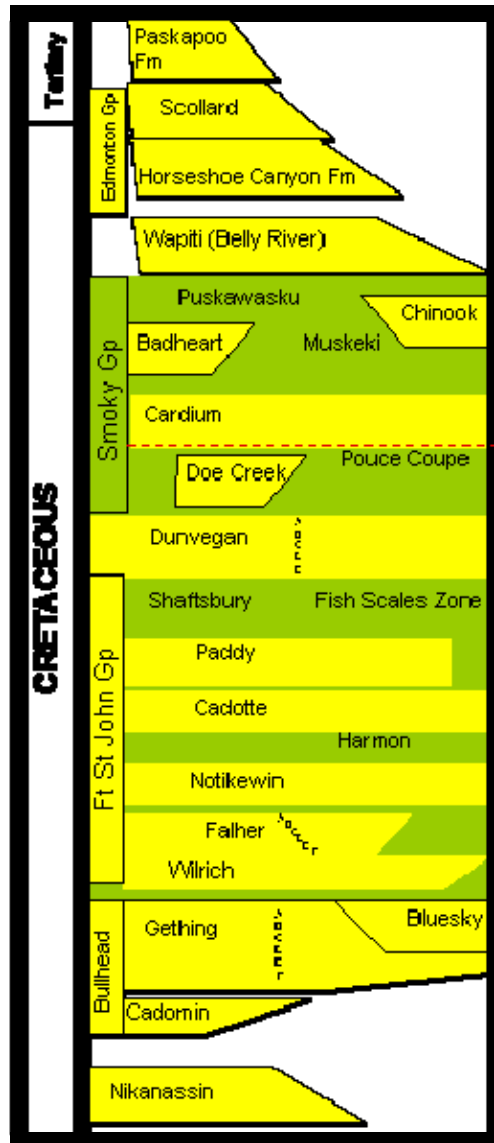 Tertiary
Paskapoo
Fm
Edmonton Gp
Scollard
Horseshoe Canyon Fm
Wapiti (Belly River)
CRETACEOUS
Smoky Gp
Puskawasku
Chinook
Badheart
Muskeki
Cardium
Pouce Coupe
Doe Creek
Dunvegan
Ft St John Gp
Shaftsbury
Fish Scales Zone
Paddy
Cadotte
Harmon
Notikewin
Falher
Wilrich
Bullhead
Gething
Bluesky
Cadomin
Nikanassin